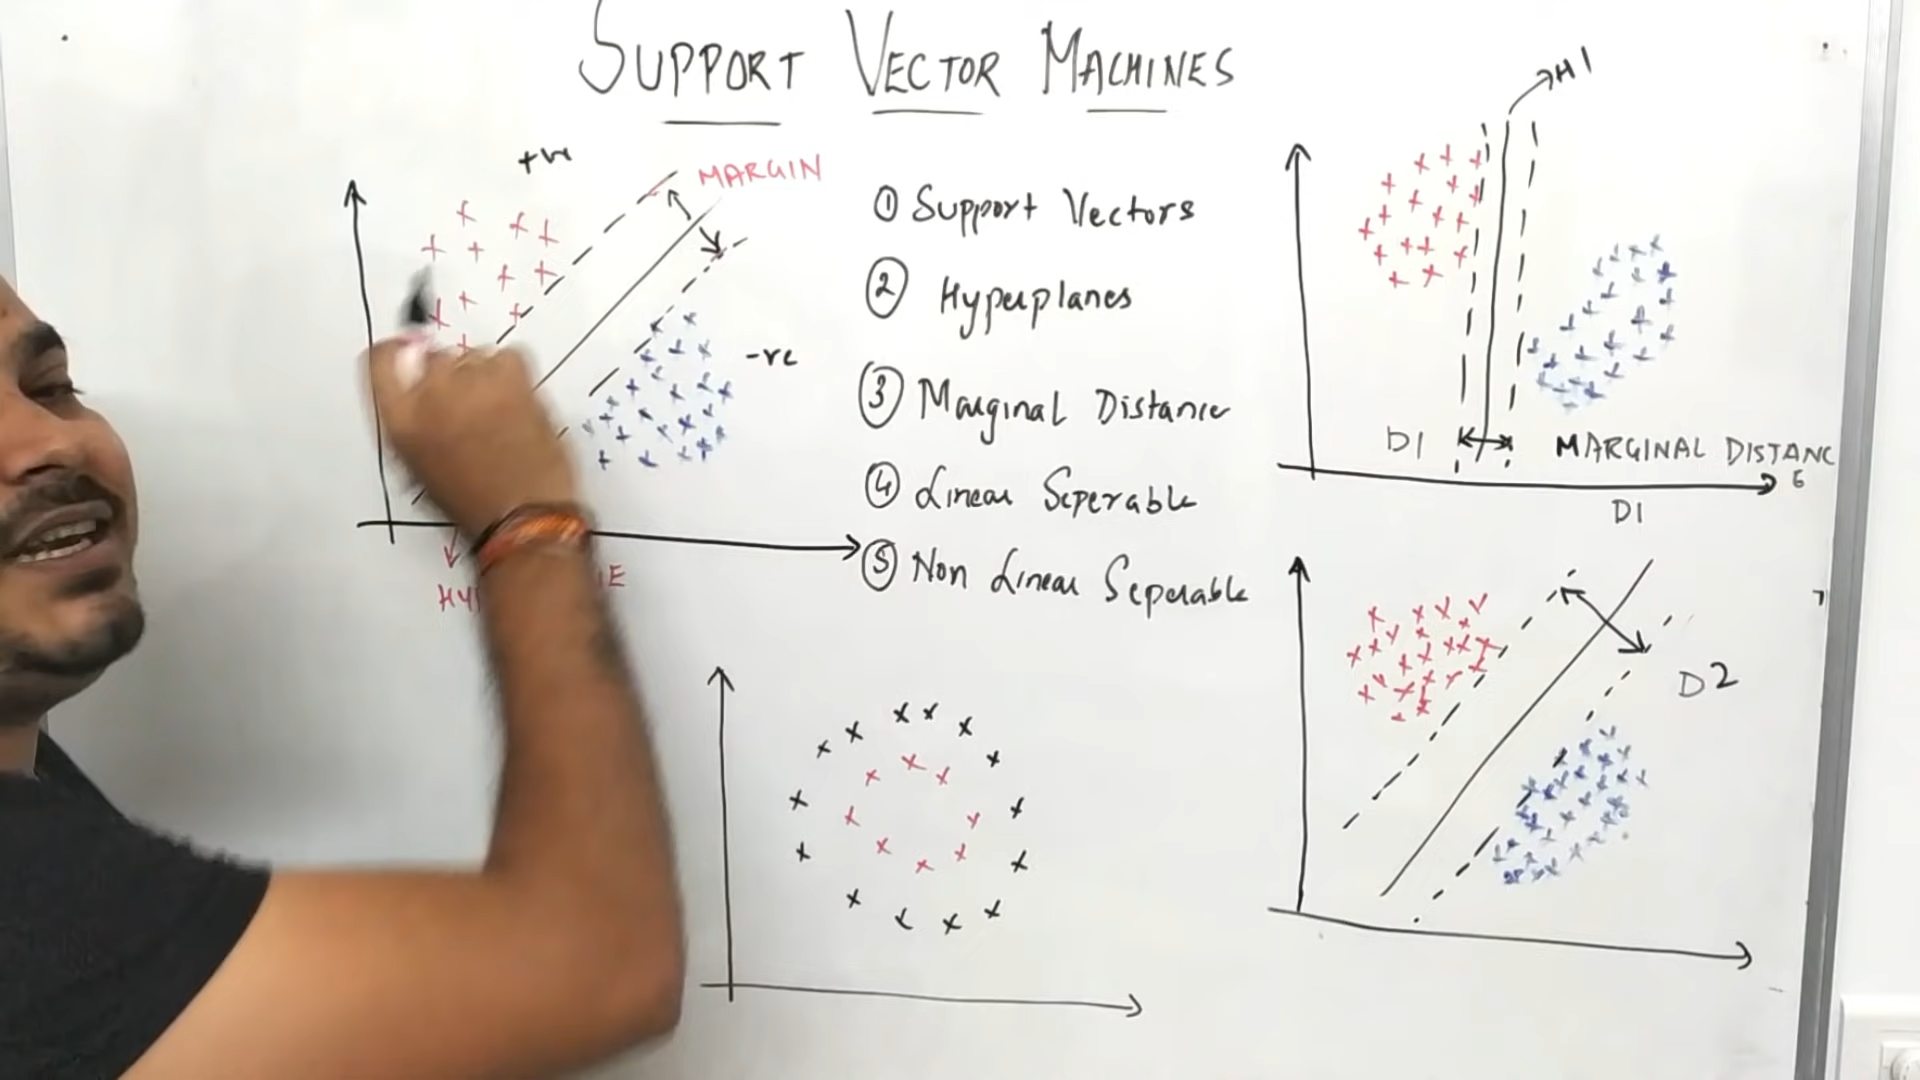 SUPPORT VECTOR MACHINES
+ve
MARGIN
-ve
① Support Vectors
② Hyperplanes
③ Marginal Distance
④ Linear Seperable
⑤ Non Linear Seperable
H1
D1
MARGINAL DISTANC
E
D1
D2